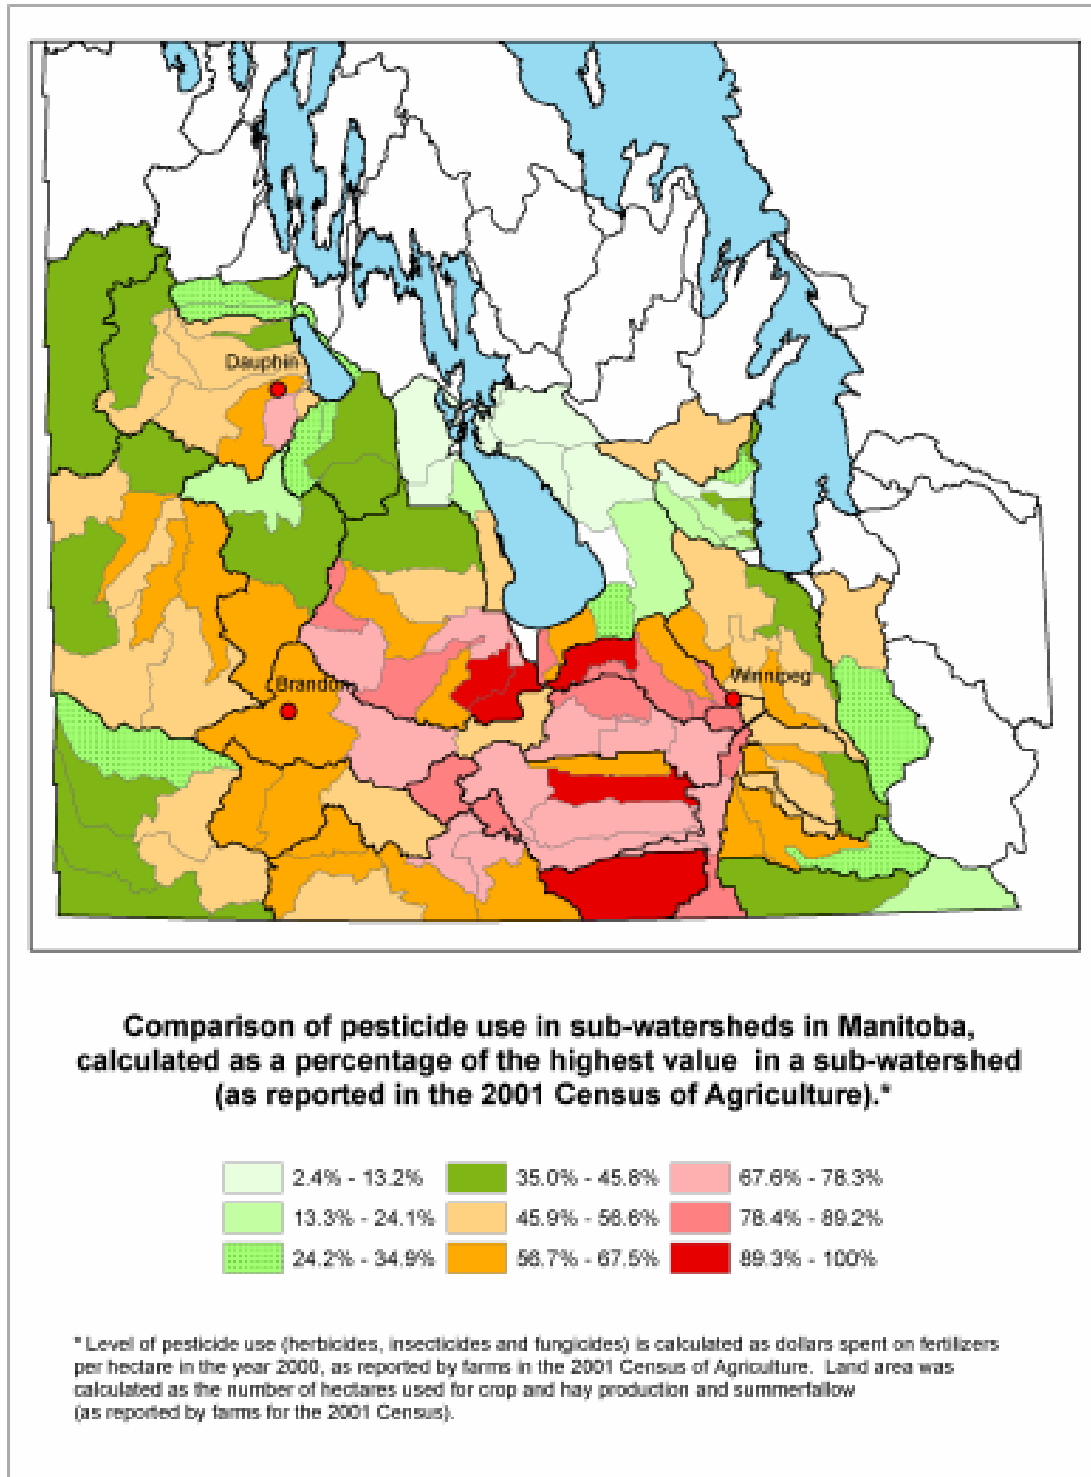 Dauphin
Brandon
Winnipeg
Comparison of pesticide use in sub-watersheds in Manitoba,
calculated as a percentage of the highest value in a sub-watershed
(as reported in the 2001 Census of Agriculture).*
2.4% - 13.2% 35.0% - 45.8% 67.6% - 78.3%
13.3% - 24.1% 45.9% - 56.6% 78.4% - 89.2%
24.2% - 34.9% 56.7% - 67.5% 89.3% - 100%
* Level of pesticide use (herbicides, insecticides and fungicides) is calculated as dollars spent on fertilizers
per hectare in the year 2000, as reported by farms in the 2001 Census of Agriculture. Land area was
calculated as the number of hectares used for crop and hay production and summerfallow
(as reported by farms for the 2001 Census).